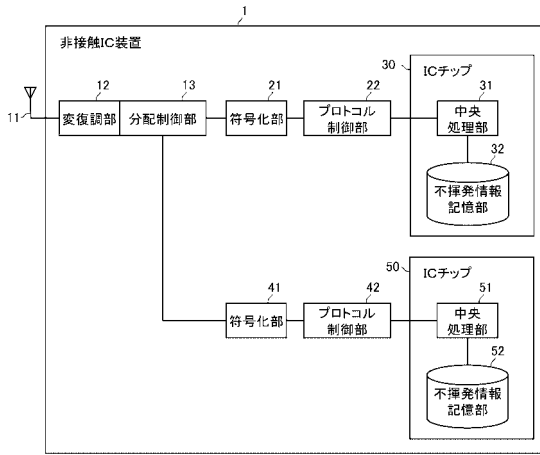 1
非接触IC装置
11
12
変復調部
13
分配制御部
21
符号化部
22
プロトコル
制御部
30
ICチップ
31
中央
処理部
32
不揮発情報
記憶部
41
符号化部
42
プロトコル
制御部
50
ICチップ
51
中央
処理部
52
不揮発情報
記憶部